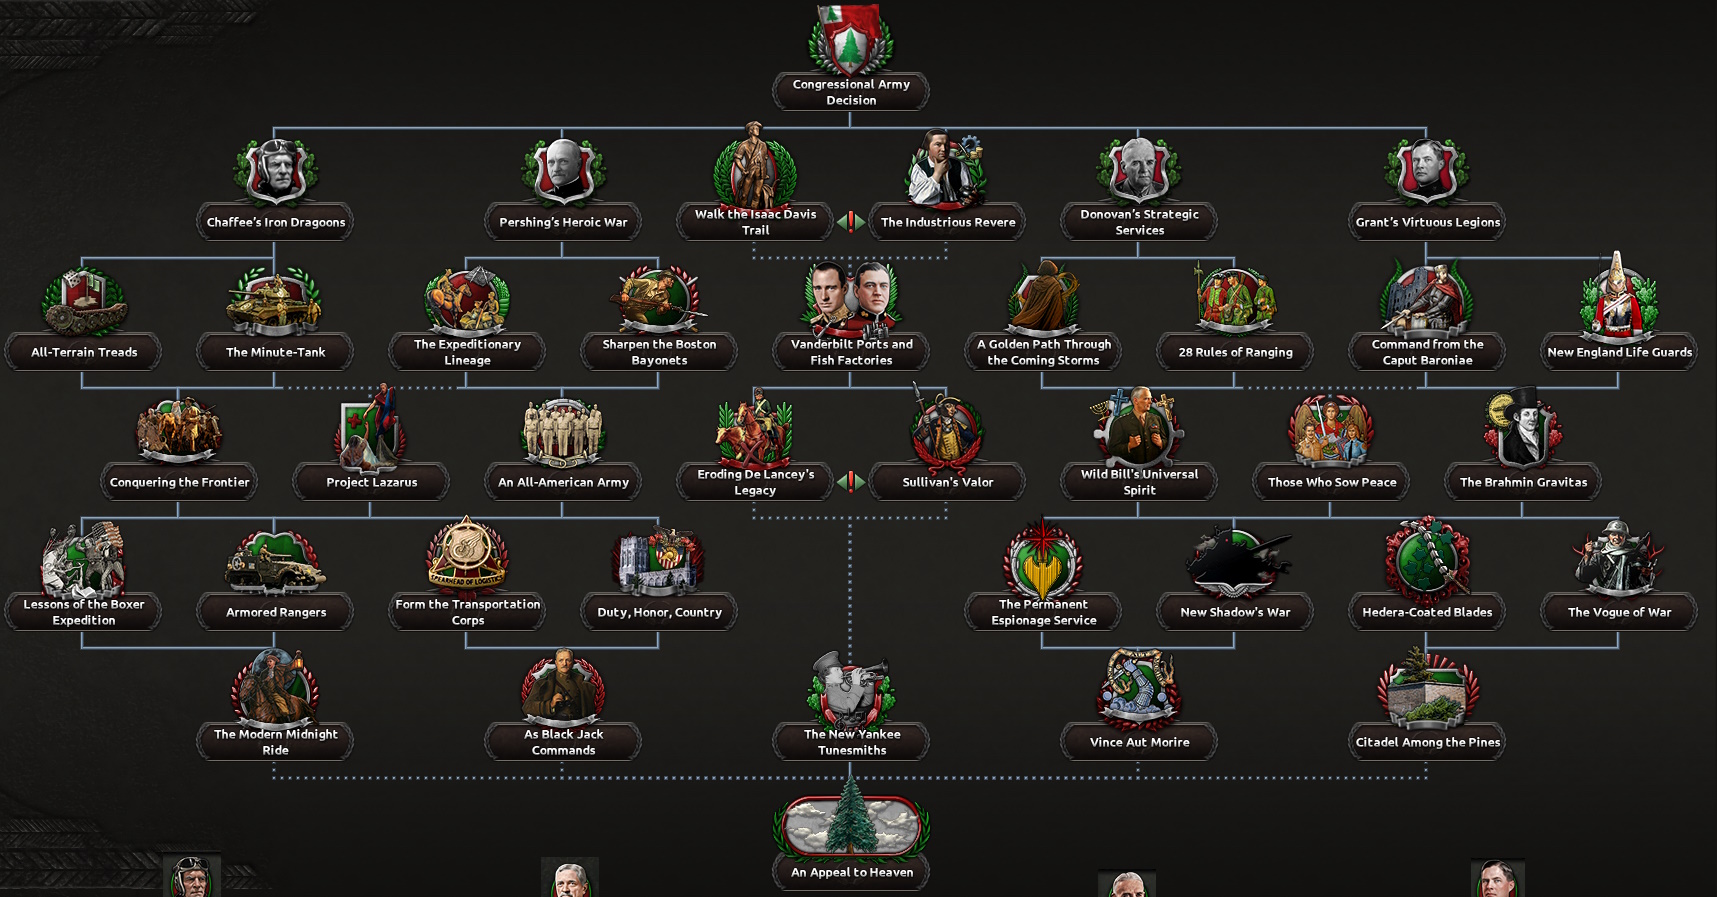 Congressional Army
Decision
Chaffee's Iron Dragoons
Pershing's Heroic War
Walk the Isaac Davis
Trail
The Industrious Revere
Donovan's Strategic
Services
Grant's Virtuous Legions
All-Terrain Treads
The Minute-Tank
The Expeditionary
Lineage
Sharpen the Boston
Bayonets
Vanderbilt Ports and
Fish Factories
A Golden Path Through
the Coming Storms
28 Rules of Ranging
Command from the
Caput Baroniae
New England Life Guards
Conquering the Frontier
Project Lazarus
An All-American Army
Eroding De Lancey's
Legacy
Sullivan's Valor
Wild Bill's Universal
Spirit
Those Who Sow Peace
The Brahmin Gravitas
Lessons of the Boxer
Expedition
Armored Rangers
SPEARHEAD OF LOGISTICS
Form the Transportation
Corps
Duty, Honor, Country
The Permanent
Espionage Service
New Shadow's War
Hedera-Coated Blades
The Vogue of War
The Modern Midnight
Ride
As Black Jack
Commands
The New Yankee
Tunesmiths
Vince Aut Morire
Citadel Among the Pines
An Appeal to Heaven